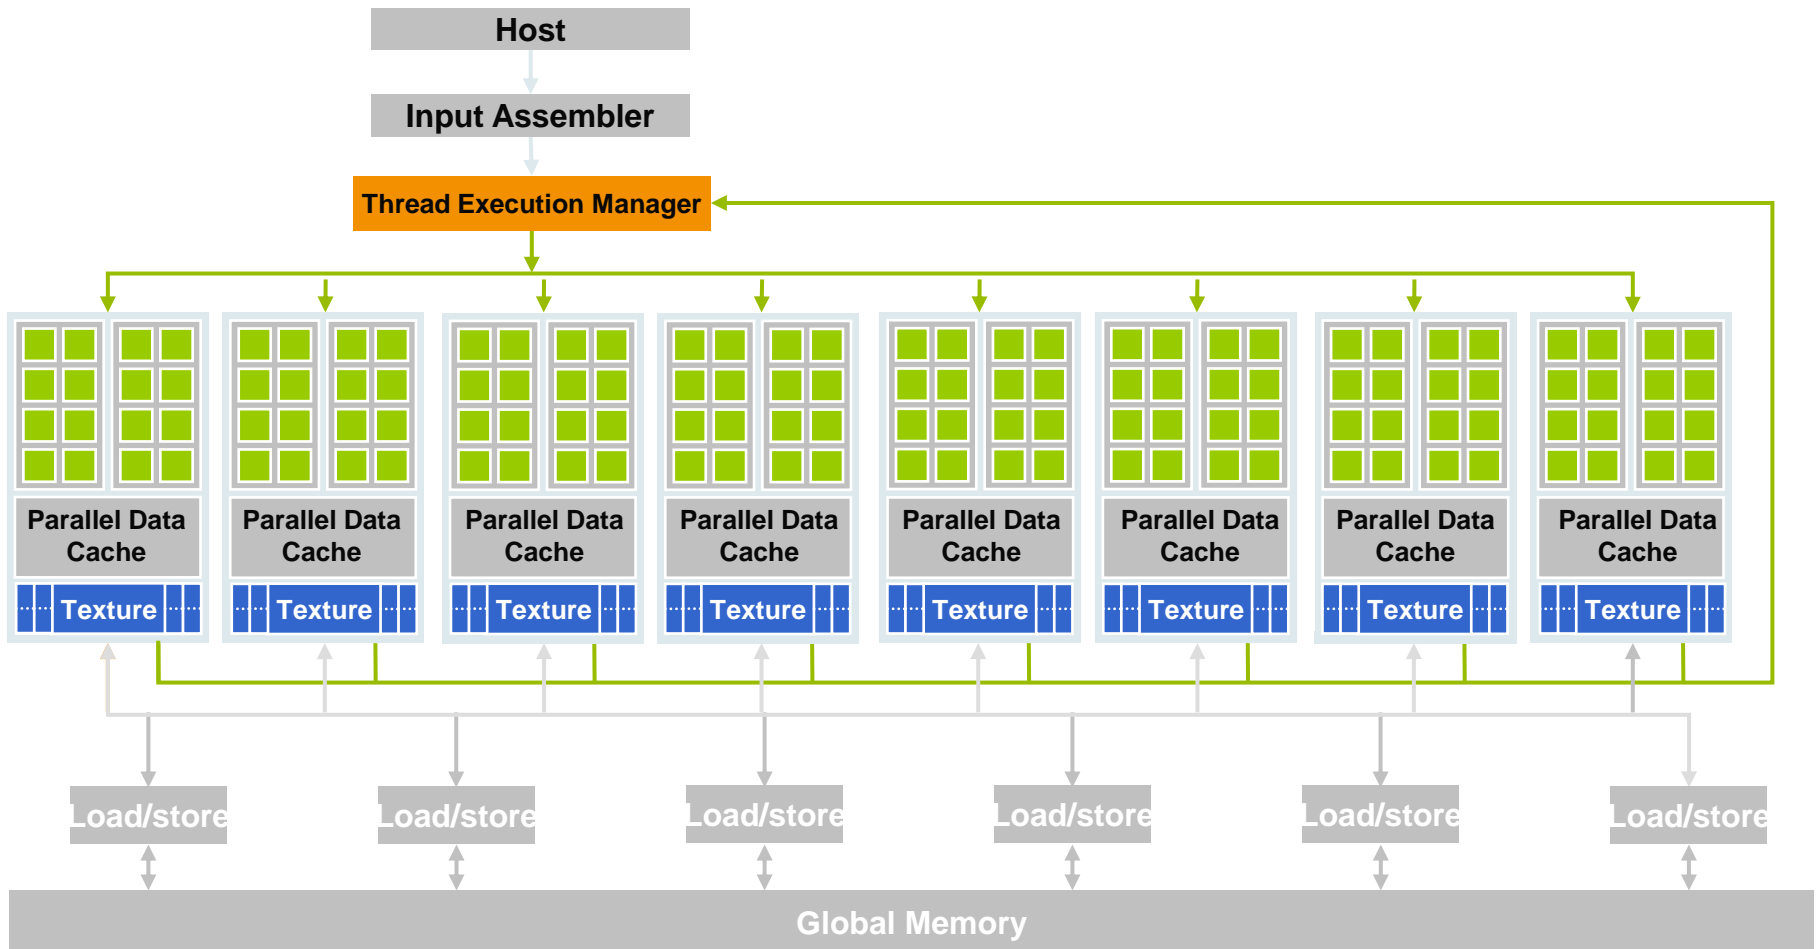 Host
Input Assembler
Thread Execution Manager
Parallel Data
Cache
Parallel Data
Cache
Parallel Data
Cache
Parallel Data
Cache
Parallel Data
Cache
Parallel Data
Cache
Parallel Data
Cache
Parallel Data
Cache
Texture
Texture
Texture
Texture
Texture
Texture
Texture
Texture
Load/store
Load/store
Load/store
Load/store
Load/store
Load/store
Global Memory